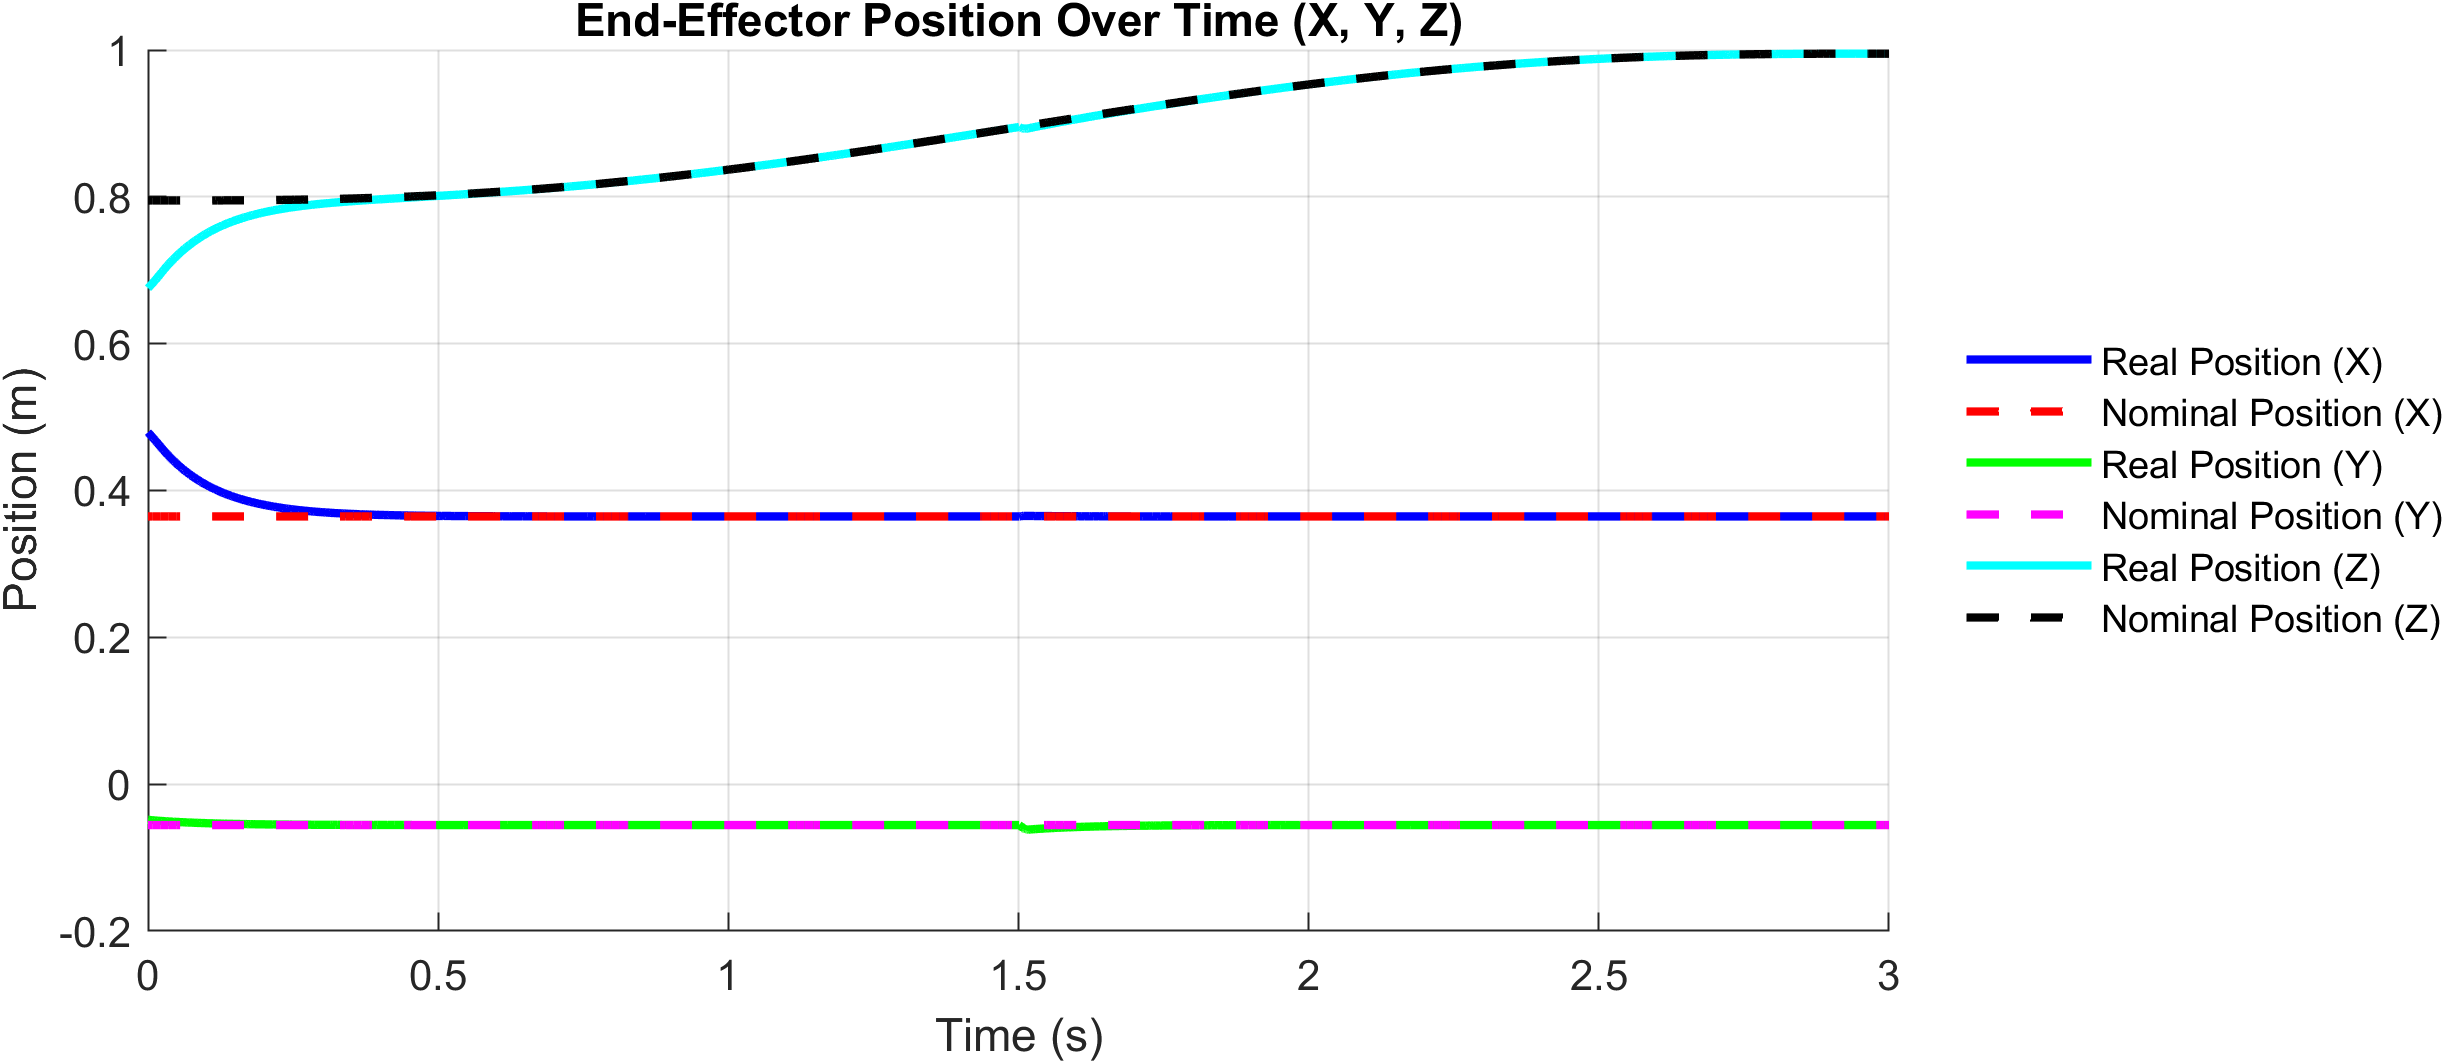 End-Effector Position Over Time (X, Y, Z)
Position (m)
1
0.8
0.6
0.4
0.2
0
-0.2
0
0.5
1
1.5
2
2.5
3
Time (s)
Real Position (X)
Nominal Position (X)
Real Position (Y)
Nominal Position (Y)
Real Position (Z)
Nominal Position (Z)